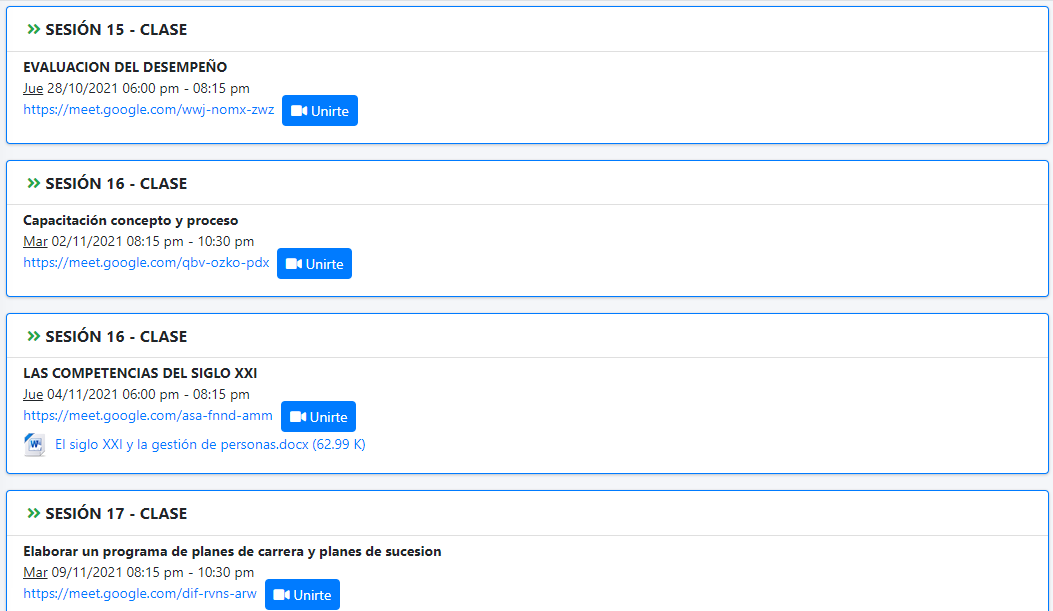 SESIÓN 15 - CLASE
EVALUACION DEL DESEMPEÑO
Jue 28/10/2021 06:00 pm - 08:15 pm
https://meet.google.com/wwj-nomx-zwz Unirte
SESIÓN 16 - CLASE
Capacitación concepto y proceso
Mar 02/11/2021 08:15 pm - 10:30 pm
https://meet.google.com/qbv-ozko-pdx Unirte
SESIÓN 16 - CLASE
LAS COMPETENCIAS DEL SIGLO XXI
Jue 04/11/2021 06:00 pm - 08:15 pm
https://meet.google.com/asa-fnnd-amm Unirte
El siglo XXI y la gestión de personas.docx (62.99 K)
SESIÓN 17 - CLASE
Elaborar un programa de planes de carrera y planes de sucesion
Mar 09/11/2021 08:15 pm - 10:30 pm
https://meet.google.com/dif-rvns-arw Unirte